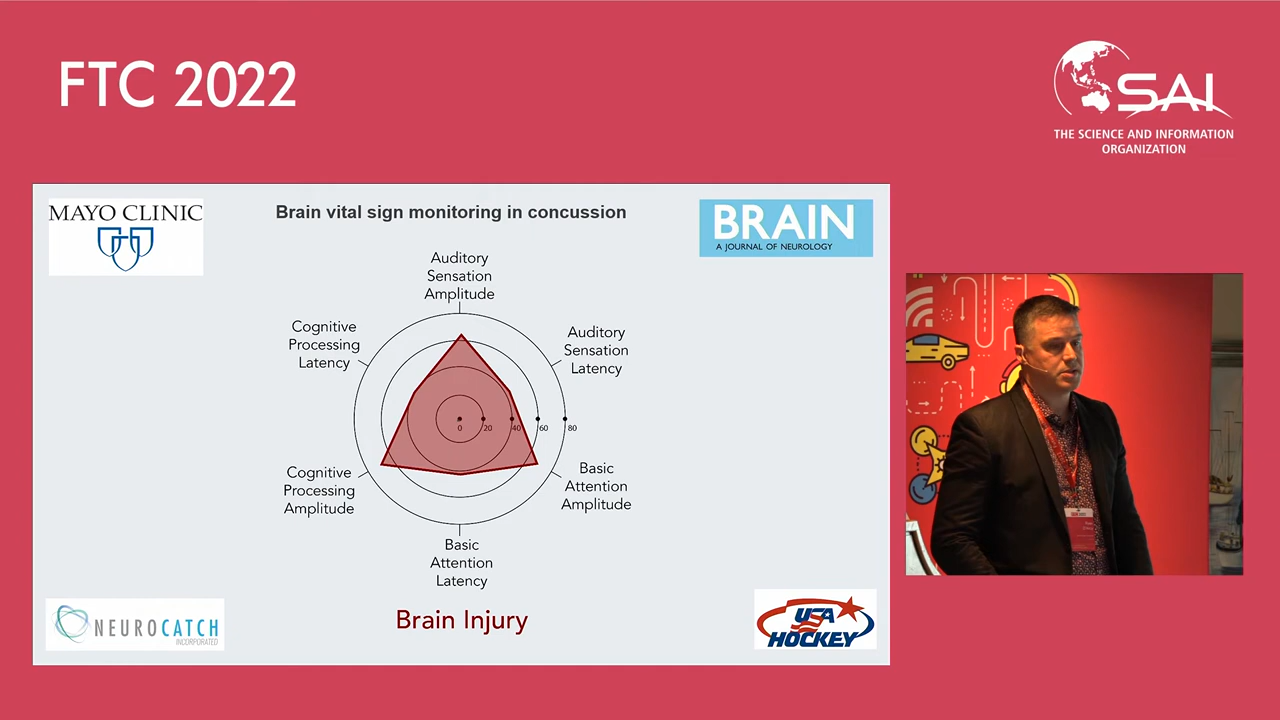 FTC 2022
SAI
THE SCIENCE AND INFORMATION
ORGANIZATION
MAYO CLINIC
Brain vital sign monitoring in concussion
BRAIN
A JOURNAL OF NEUROLOGY
Auditory
Sensation
Amplitude
Cognitive
Processing
Latency
Auditory
Sensation
Latency
0 20 40 60 80
Cognitive
Processing
Amplitude
Basic
Attention
Amplitude
Basic
Attention
Latency
Brain Injury
NEUROCATCH
INCORPORATED
USA
HOCKEY